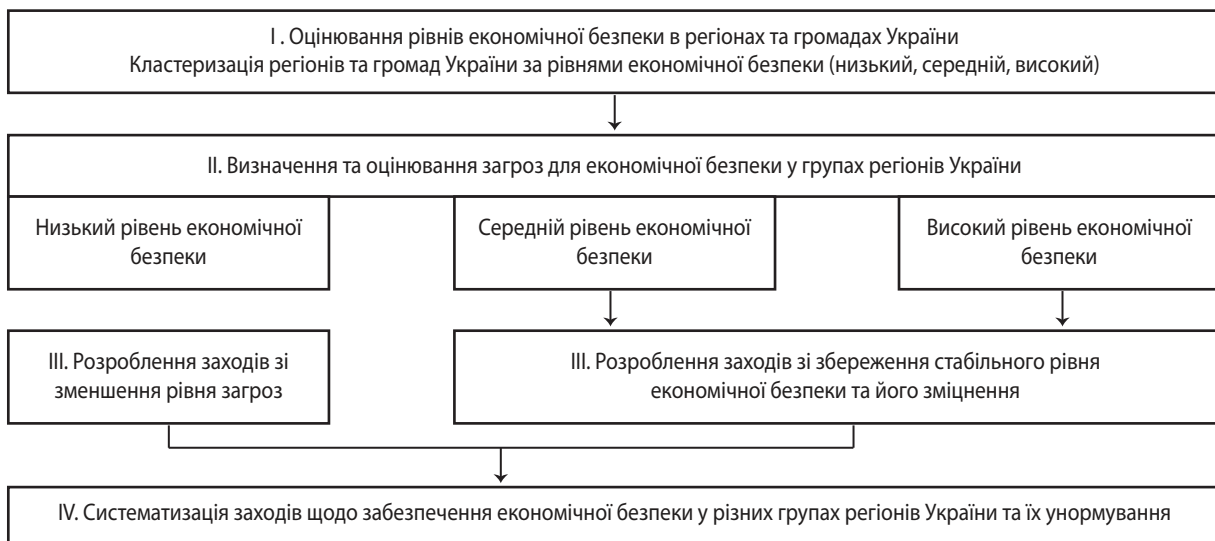 I . Оцінювання рівнів економічної безпеки в регіонах та громадах України
Кластеризація регіонів та громад України за рівнями економічної безпеки (низький, середній, високий)
II. Визначення та оцінювання загроз для економічної безпеки у групах регіонів України
Низький рівень економічної
безпеки
Середній рівень економічної
безпеки
Високий рівень економічної
безпеки
III. Розроблення заходів зі
зменшення рівня загроз
III. Розроблення заходів зі збереження стабільного рівня
економічної безпеки та його зміцнення
IV. Систематизація заходів щодо забезпечення економічної безпеки у різних групах регіонів України та їх унормування